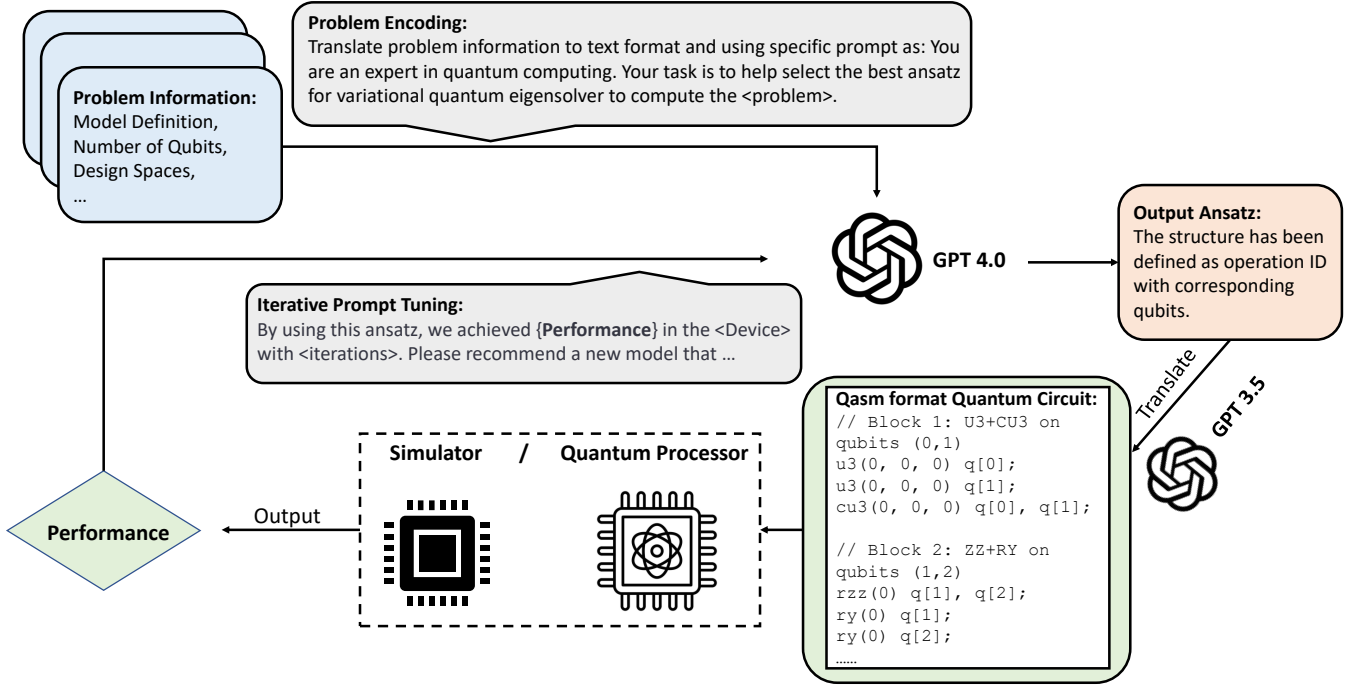 Problem Encoding:
Translate problem information to text format and using specific prompt as: You
are an expert in quantum computing. Your task is to help select the best ansatz
for variational quantum eigensolver to compute the <problem>.
Problem Information:
Model Definition,
Number of Qubits,
Design Spaces,
…
GPT 4.0
Output Ansatz:
The structure has been
defined as operation ID
with corresponding
qubits.
Iterative Prompt Tuning:
By using this ansatz, we achieved {Performance} in the <Device>
with <iterations>. Please recommend a new model that …
Translate
GPT 3.5
Qasm format Quantum Circuit:
// Block 1: U3+CU3 on
qubits (0,1)
u3(0, 0, 0) q[0];
u3(0, 0, 0) q[1];
cu3(0, 0, 0) q[0], q[1];
// Block 2: ZZ+RY on
qubits (1,2)
rzz(0) q[1], q[2];
ry(0) q[1];
ry(0) q[2];
……
Simulator / Quantum Processor
Output
Performance